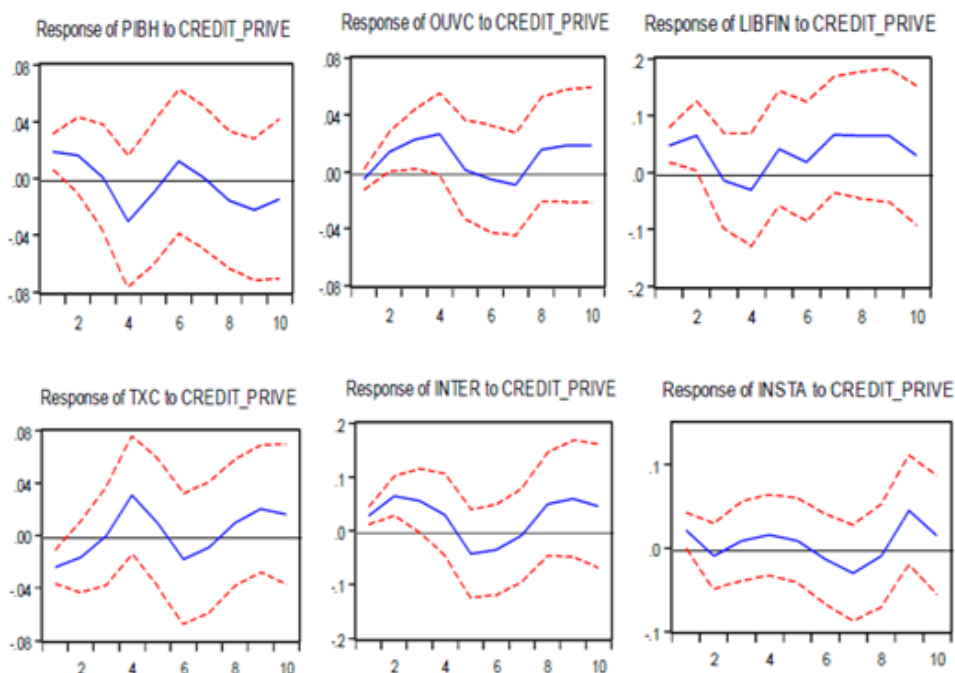 Response of PIBH to CREDIT_PRIVE
.08
.04
.00
-.04
-.08
2 4 6 8 10
Response of OUVC to CREDIT_PRIVE
.08
.04
.00
-.04
-.08
2 4 6 8 10
Response of LIBFIN to CREDIT_PRIVE
.2
.1
.0
-.1
-.2
2 4 6 8 10
Response of TXC to CREDIT_PRIVE
.08
.04
.00
-.04
-.08
2 4 6 8 10
Response of INTER to CREDIT_PRIVE
.2
.1
.0
-.1
-.2
2 4 6 8 10
Response of INSTA to CREDIT_PRIVE
.1
.0
-.1
2 4 6 8 10